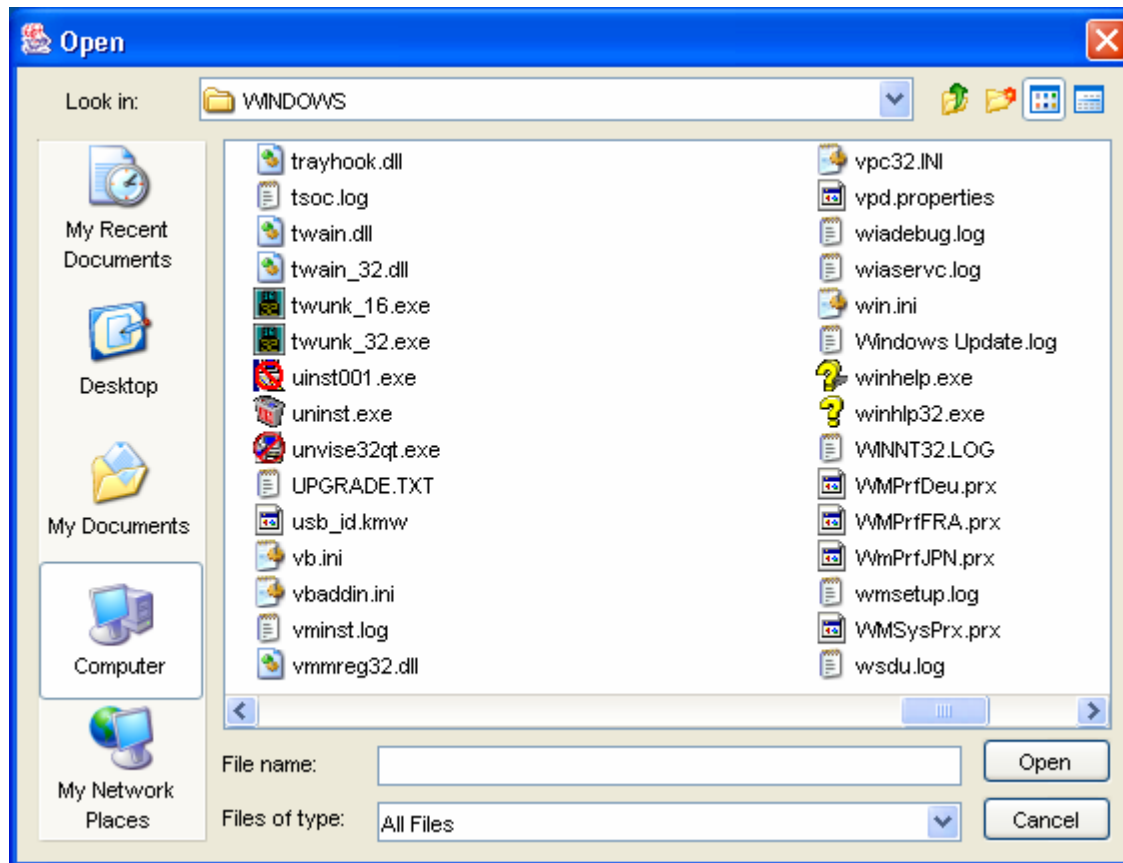 Open
Look in: WINDOWS
My Recent
Documents
Desktop
My Documents
Computer
My Network
Places
trayhook.dll
tsoc.log
twain.dll
twain_32.dll
twunk_16.exe
twunk_32.exe
uinst001.exe
uninst.exe
unvise32qt.exe
UPGRADE.TXT
usb_id.kmw
vb.ini
vbaddin.ini
vminst.log
vmmreg32.dll
vpc32.INI
vpd.properties
wiadebug.log
wiaservc.log
win.ini
Windows Update.log
winhelp.exe
winhlp32.exe
WINNT32.LOG
WMPrfDeu.prx
WMPrfFRA.prx
WmPrfJPN.prx
wmsetup.log
WMSysPrx.prx
wsdu.log
File name:
Open
Files of type: All Files
Cancel